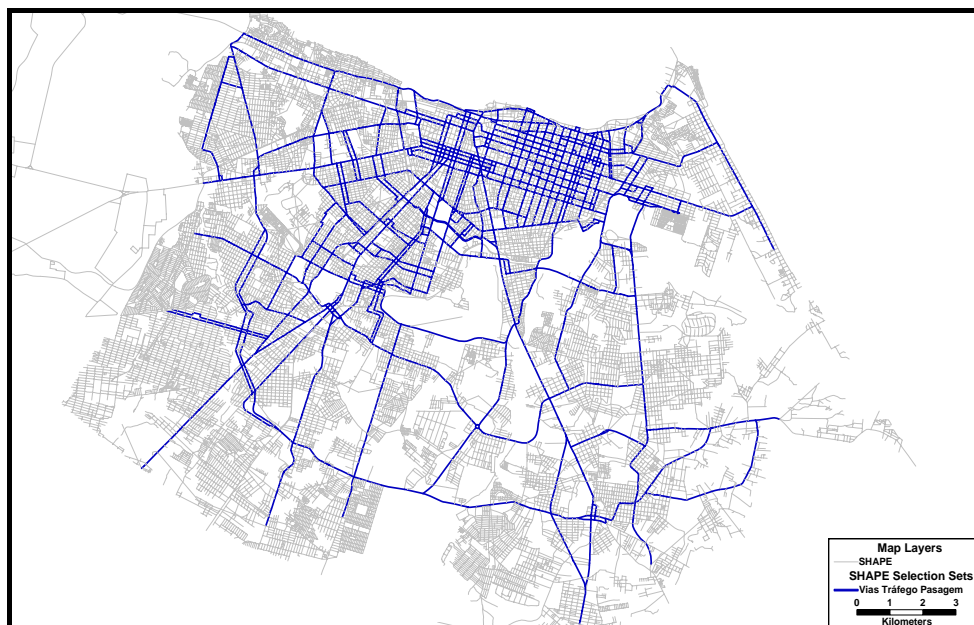 Map Layers
SHAPE
SHAPE Selection Sets
Vias Tráfego Pasagem
0 1 2 3
Kilometers